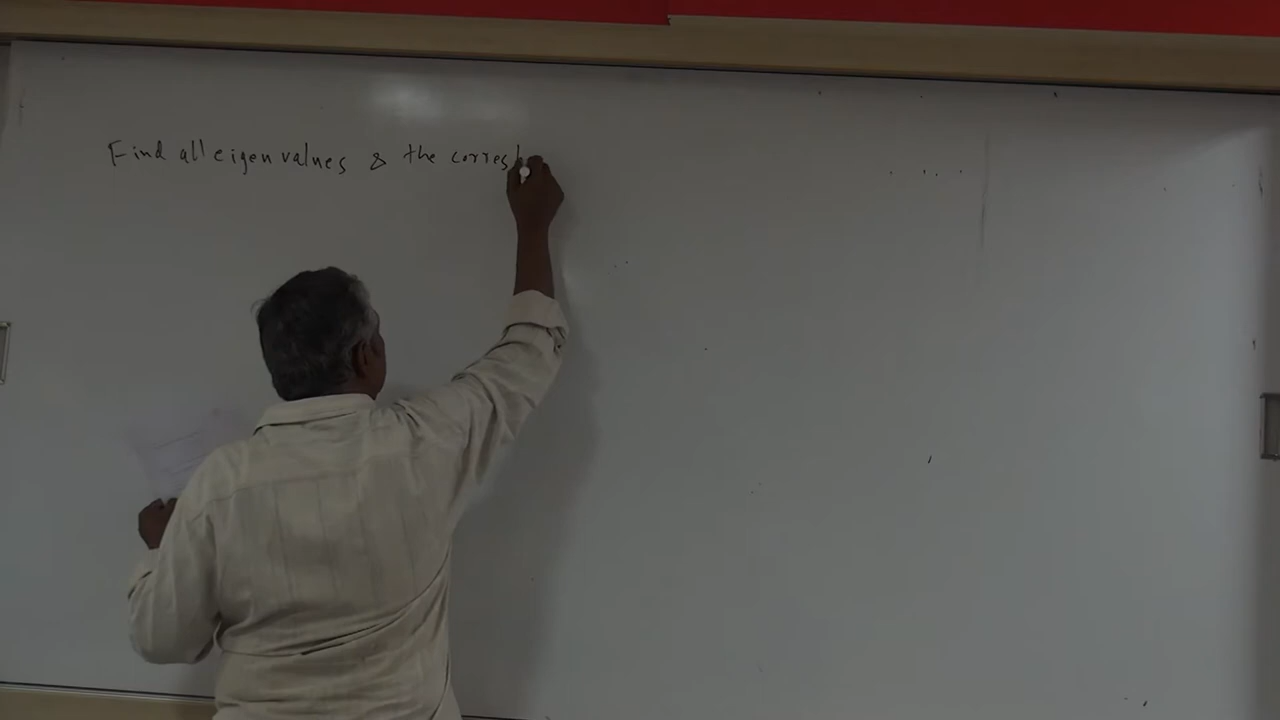 Find all eigen values & the corres